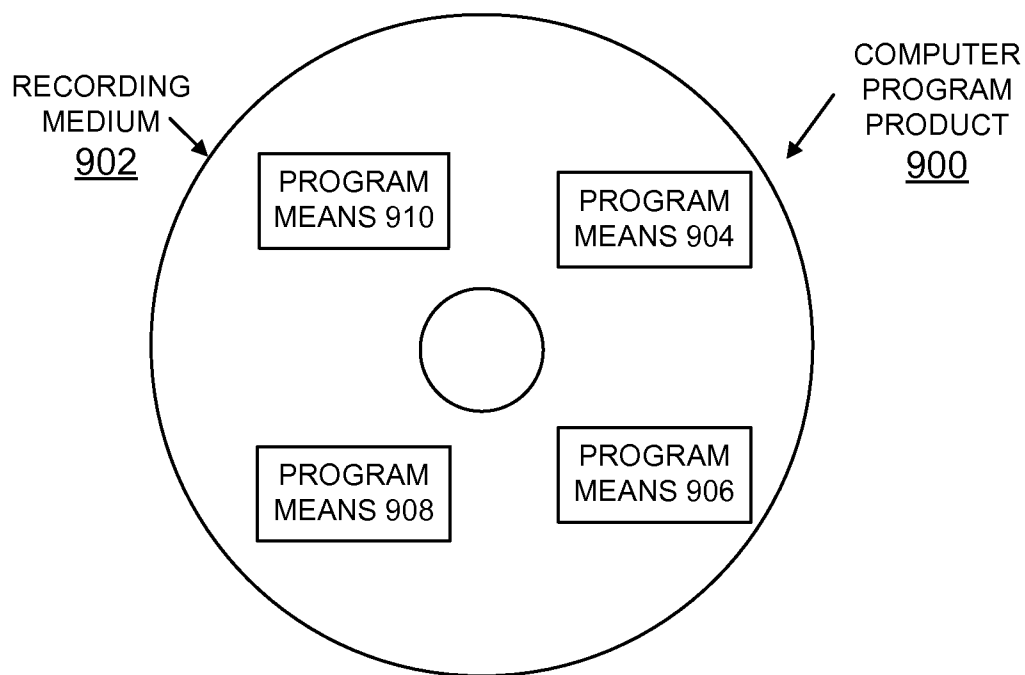 RECORDING
MEDIUM
902
COMPUTER
PROGRAM
PRODUCT
900
PROGRAM
MEANS 910
PROGRAM
MEANS 904
PROGRAM
MEANS 908
PROGRAM
MEANS 906